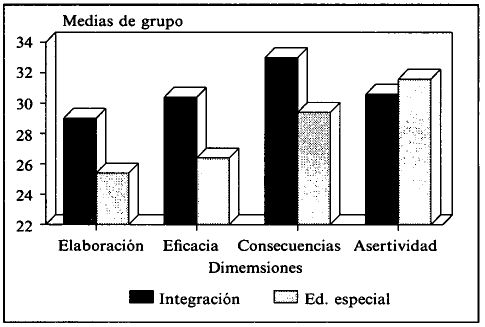 Medias de grupo
34
32
30
28
26
24
22
Elaboración Eficacia Consecuencias Asertividad
Dimemsiones
Integración Ed. especial